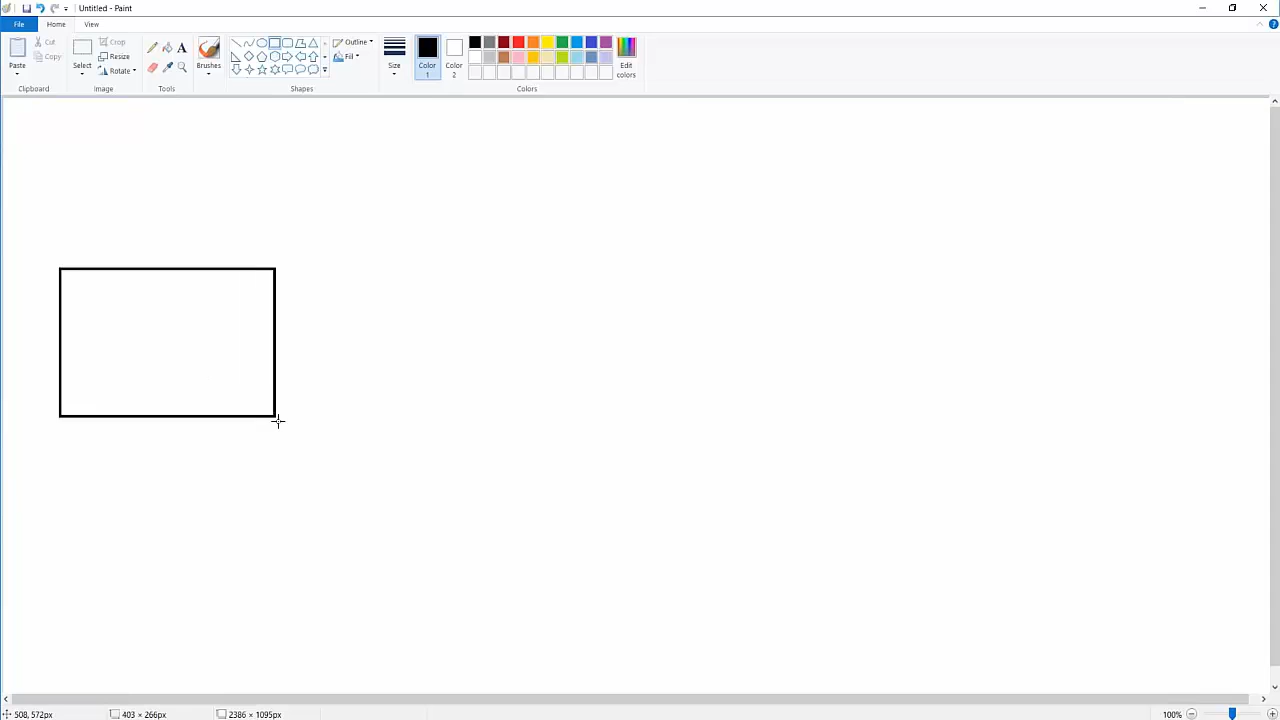 Untitled - Paint
File Home View
Paste
Cut
Copy
Clipboard
Select
Crop
Resize
Rotate
Image
A
Tools
Brushes
Outline
Fill
Shapes
Size
Color 1
Color 2
Edit colors
Colors
508, 572px 403 × 266px 2386 × 1095px 100%